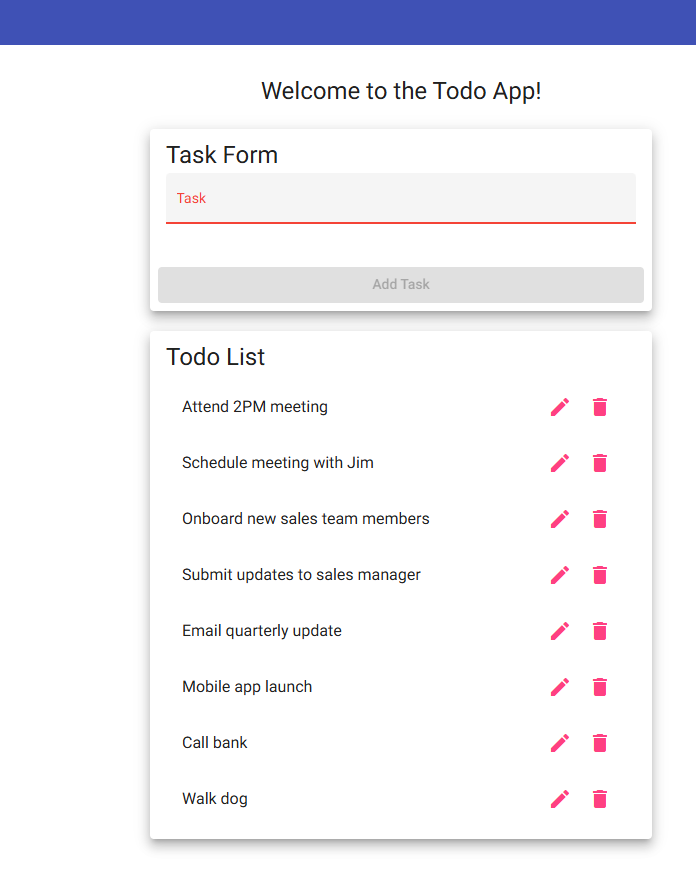 Welcome to the Todo App!
Task Form
Task
Add Task
Todo List
Attend 2PM meeting
Schedule meeting with Jim
Onboard new sales team members
Submit updates to sales manager
Email quarterly update
Mobile app launch
Call bank
Walk dog